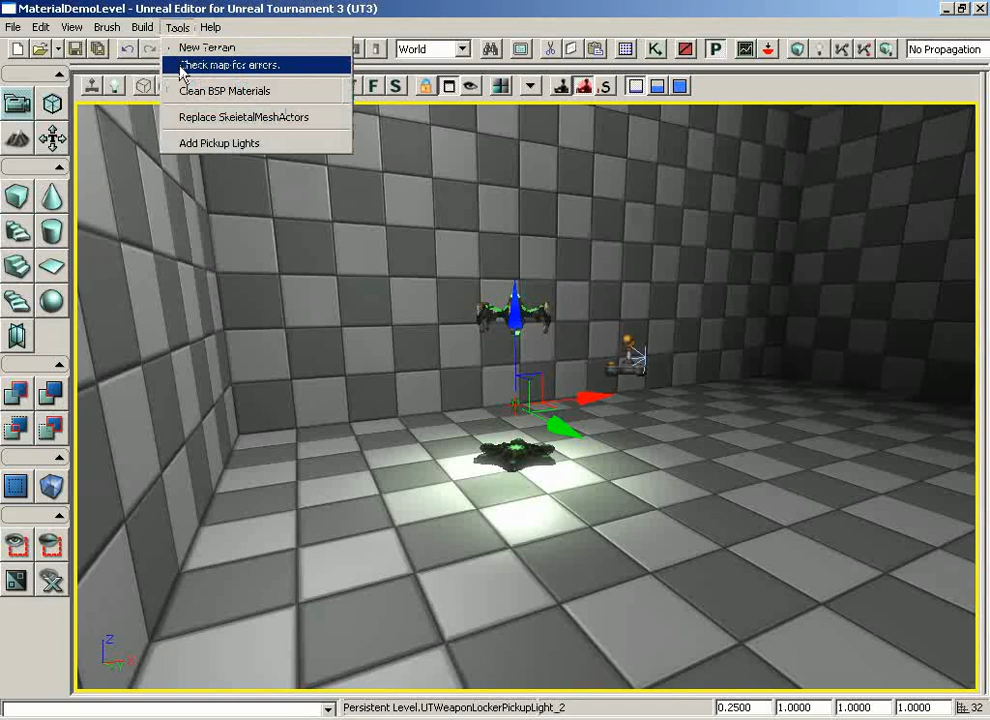 MaterialDemoLevel - Unreal Editor for Unreal Tournament 3 (UT3)
File Edit View Brush Build Tools Help
New Terrain
Check map for errors.
Clean BSP Materials
Replace SkeletalMeshActors
Add Pickup Lights
World
K
P
No Propagation
F
S
S
Z
X
Y
Persistent Level.UTWeaponLockerPickupLight_2
0.2500
1.0000
1.0000
1.0000
32